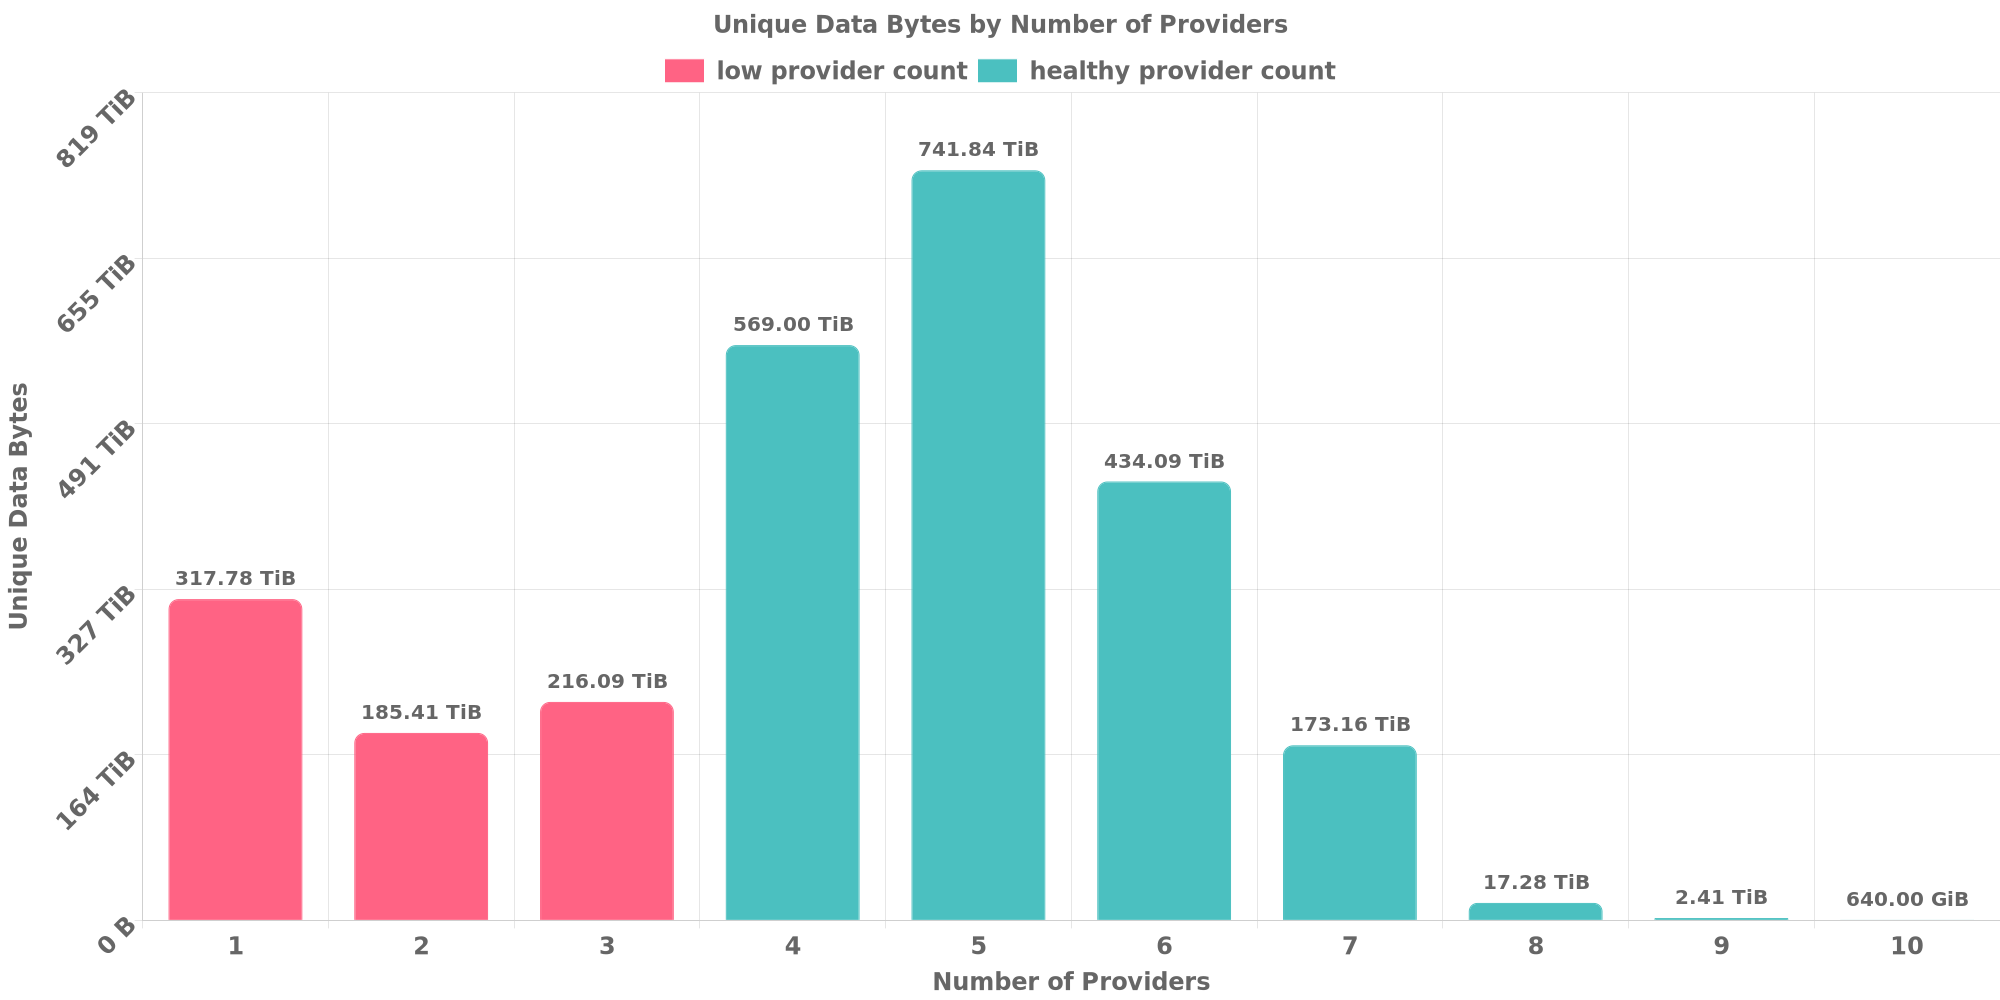 Unique Data Bytes by Number of Providers
low provider count
healthy provider count
819 TiB
655 TiB
491 TiB
327 TiB
164 TiB
0 B
Unique Data Bytes
317.78 TiB
185.41 TiB
216.09 TiB
569.00 TiB
741.84 TiB
434.09 TiB
173.16 TiB
17.28 TiB
2.41 TiB
640.00 GiB
1 2 3 4 5 6 7 8 9 10
Number of Providers